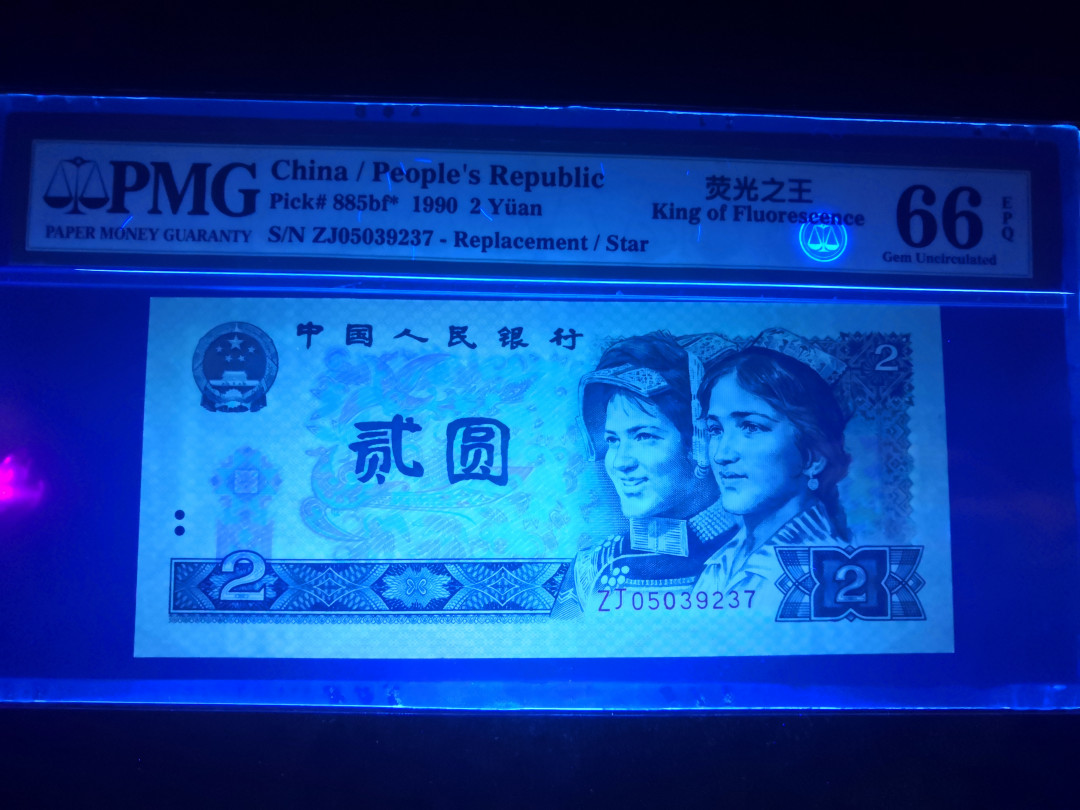 PMG
PAPER MONEY GUARANTY
China / People's Republic
Pick# 885bf* 1990 2 Yüan
S/N ZJ05039237 - Replacement / Star
荧光之王
King of Fluorescence
66
EPQ
Gem Uncirculated
中国人民银行
2
贰圆
2
ZJ05039237
2